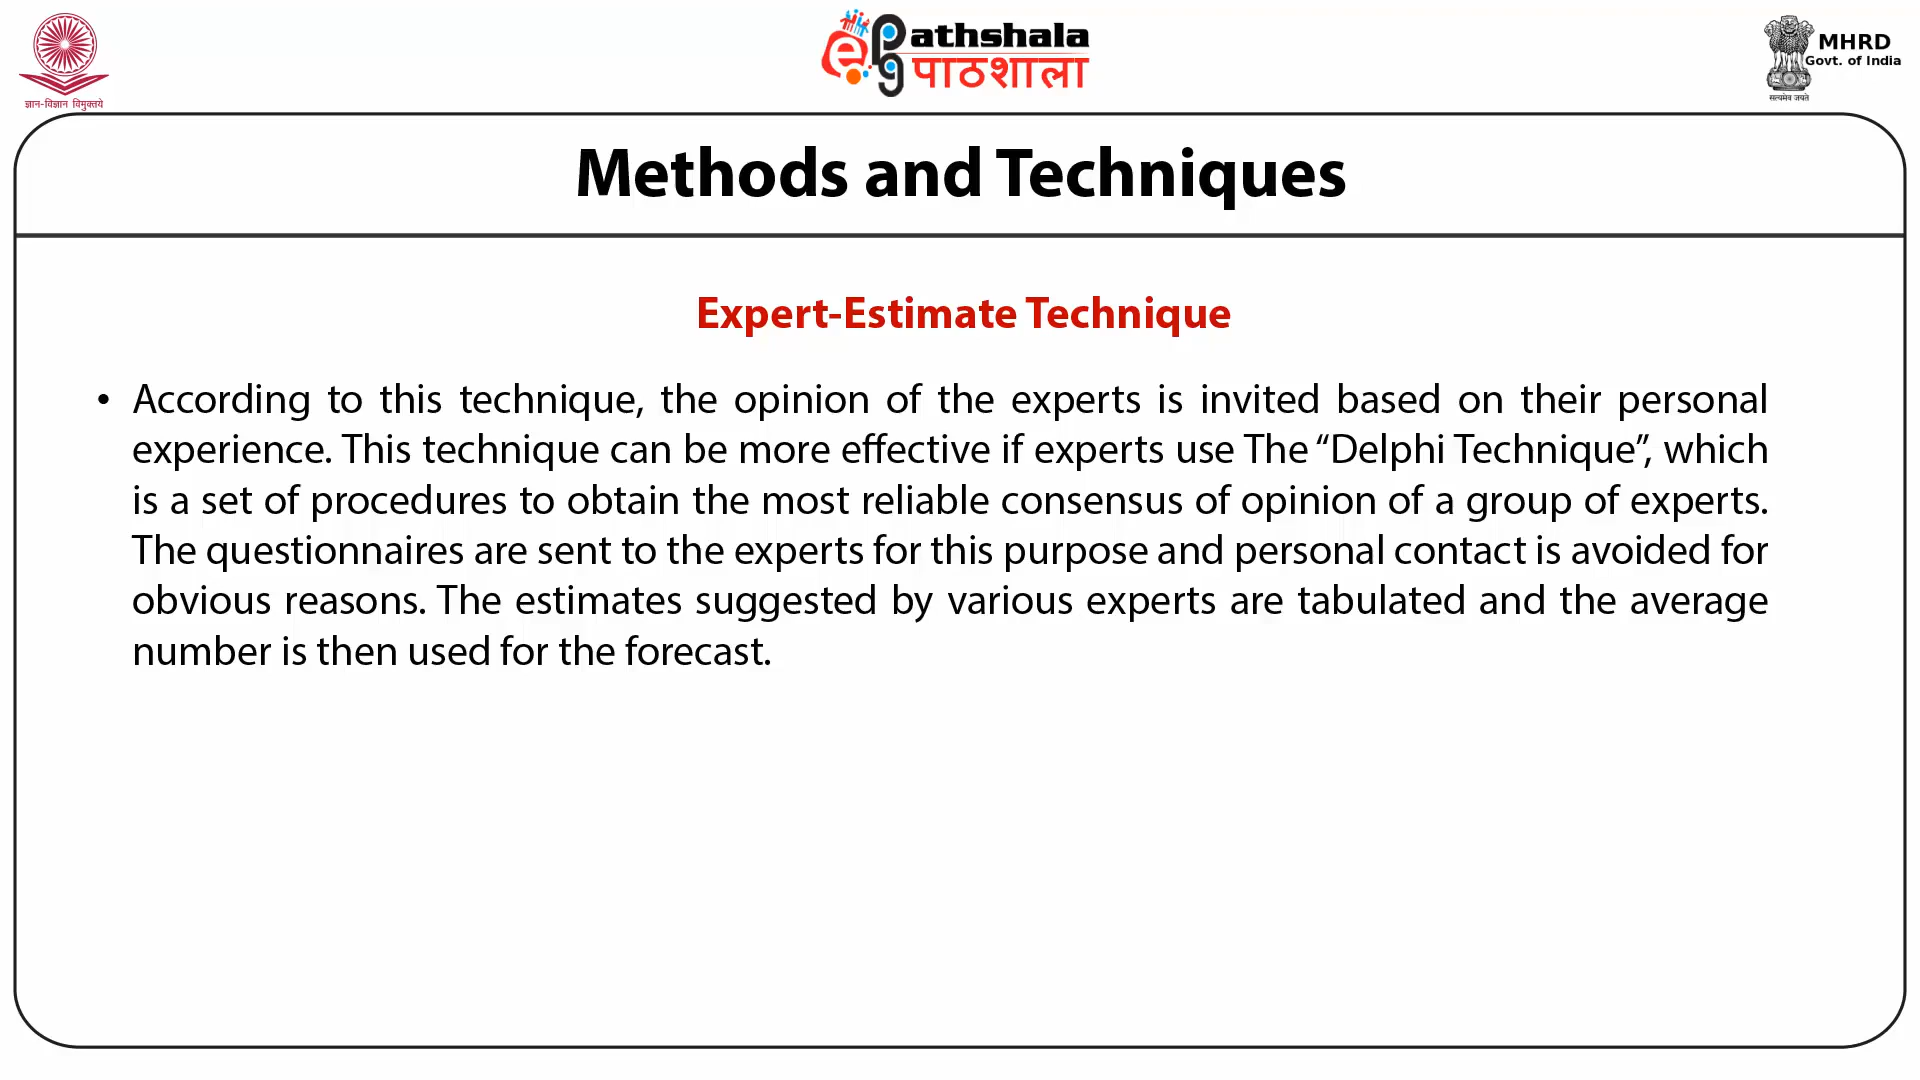 ज्ञान-विज्ञान विमुक्तये
athshala
पाठशाला
MHRD
Govt. of India
सत्यमेव जयते
Methods and Techniques
Expert-Estimate Technique
• According to this technique, the opinion of the experts is invited based on their personal
experience. This technique can be more effective if experts use The “Delphi Technique”, which
is a set of procedures to obtain the most reliable consensus of opinion of a group of experts.
The questionnaires are sent to the experts for this purpose and personal contact is avoided for
obvious reasons. The estimates suggested by various experts are tabulated and the average
number is then used for the forecast.